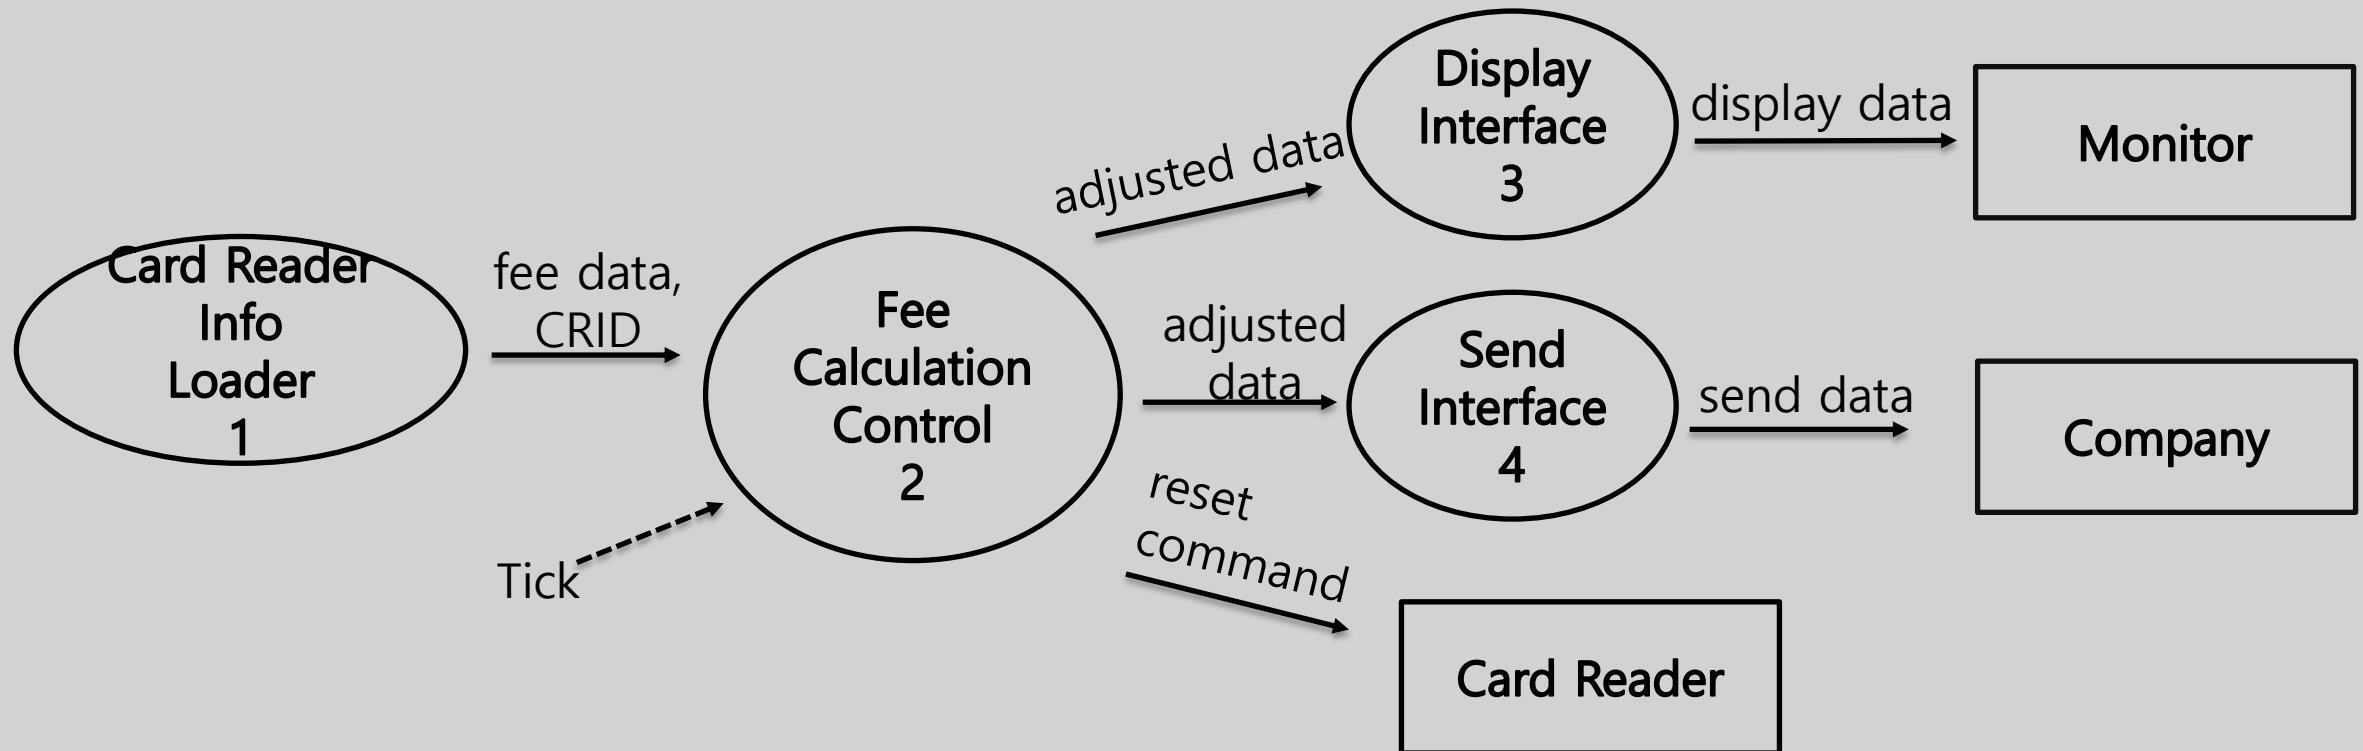 Card Reader
Info
Loader
1
fee data,
CRID
Tick
Fee
Calculation
Control
2
adjusted data
Display
Interface
3
display data
Monitor
adjusted
data
Send
Interface
4
send data
Company
reset
command
Card Reader